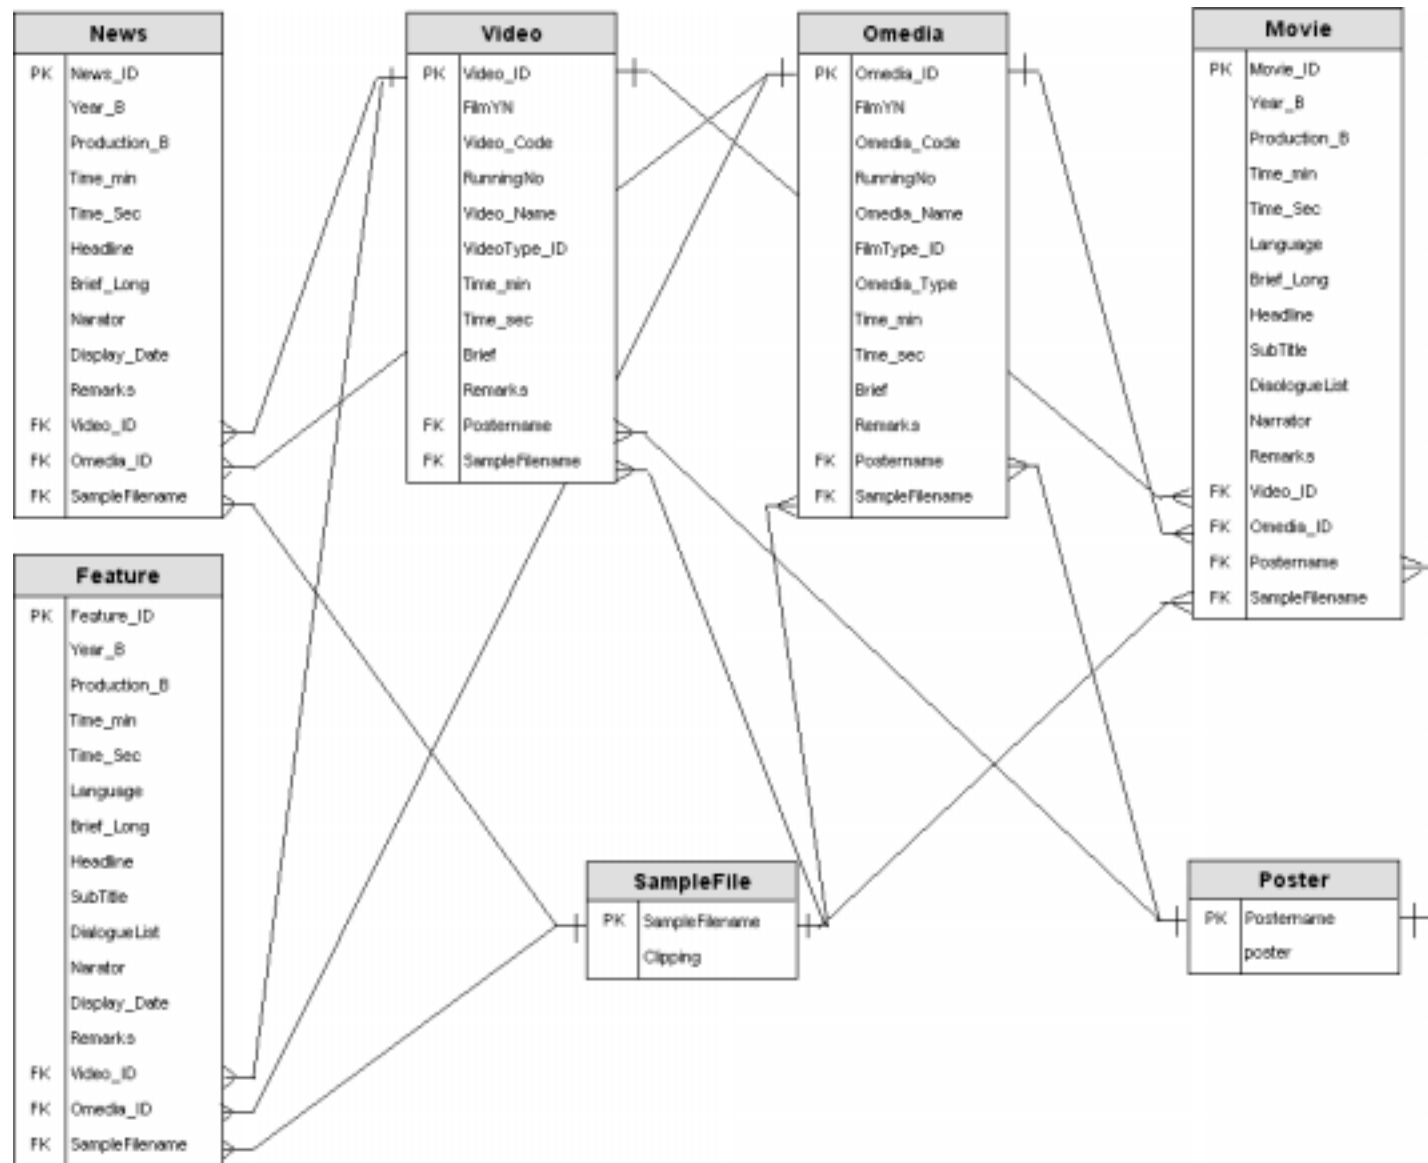 News
PK News_ID
Year_B
Production_B
Time_min
Time_Sec
Headline
Brief_Long
Narator
Display_Date
Remarks
FK Video_ID
FK Omedia_ID
FK SampleFilename
Video
PK Video_ID
FilmYN
Video_Code
RunningNo
Video_Name
VideoType_ID
Time_min
Time_sec
Brief
Remarks
FK Postername
FK SampleFilename
Omedia
PK Omedia_ID
FilmYN
Omedia_Code
RunningNo
Omedia_Name
FilmType_ID
Omedia_Type
Time_min
Time_sec
Brief
Remarks
FK Postername
FK SampleFilename
Movie
PK Movie_ID
Year_B
Production_B
Time_min
Time_Sec
Language
Brief_Long
Headline
SubTitle
DiaologueList
Narrator
Remarks
FK Video_ID
FK Omedia_ID
FK Postername
FK SampleFilename
Feature
PK Feature_ID
Year_B
Production_B
Time_min
Time_Sec
Language
Brief_Long
Headline
SubTitle
DialogueList
Narator
Display_Date
Remarks
FK Video_ID
FK Omedia_ID
FK SampleFilename
SampleFile
PK SampleFilename
Clipping
Poster
PK Postername
poster